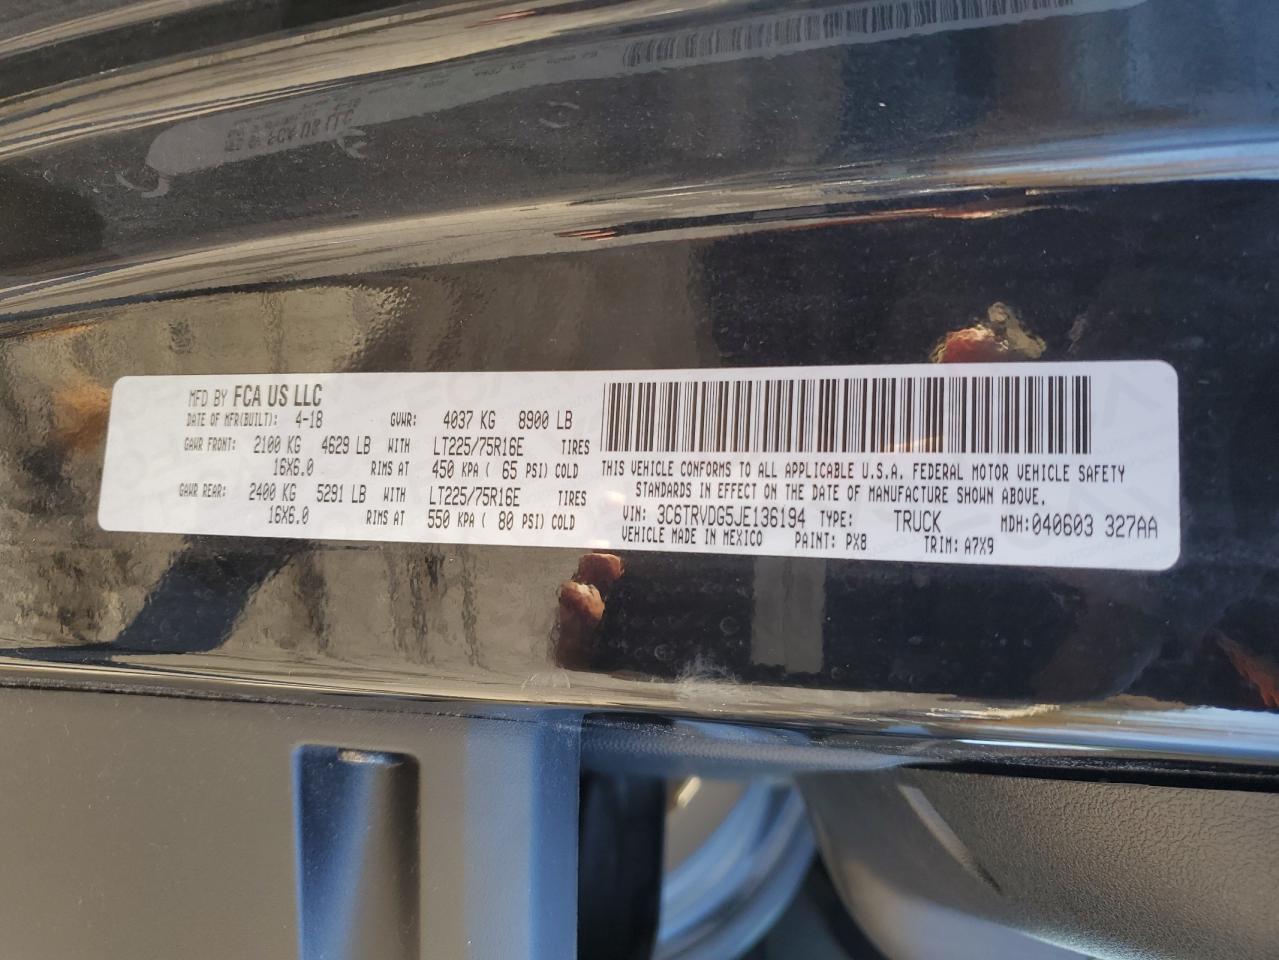 MFD BY FCA US LLC
DATE OF MFR(BUILT): 4-18 GVWR: 4037 KG 8900 LB
GAWR FRONT: 2100 KG 4629 LB WITH LT225/75R16E TIRES
16X6.0 RIMS AT 450 KPA ( 65 PSI) COLD
GAWR REAR: 2400 KG 5291 LB WITH LT225/75R16E TIRES
16X6.0 RIMS AT 550 KPA ( 80 PSI) COLD
THIS VEHICLE CONFORMS TO ALL APPLICABLE U.S.A. FEDERAL MOTOR VEHICLE SAFETY
STANDARDS IN EFFECT ON THE DATE OF MANUFACTURE SHOWN ABOVE.
VIN: 3C6TRVDG5JE136194 TYPE: TRUCK MDH:040603 327AA
VEHICLE MADE IN MEXICO PAINT: PX8 TRIM: A7X9